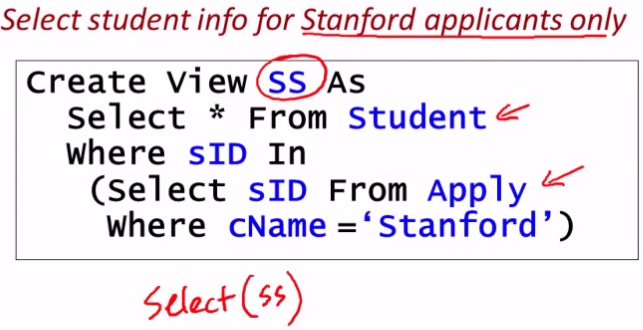 Select student info for Stanford applicants only
Create View SS As
Select * From Student
Where sID In
(Select sID From Apply
Where cName =‘Stanford’)
Select (SS)